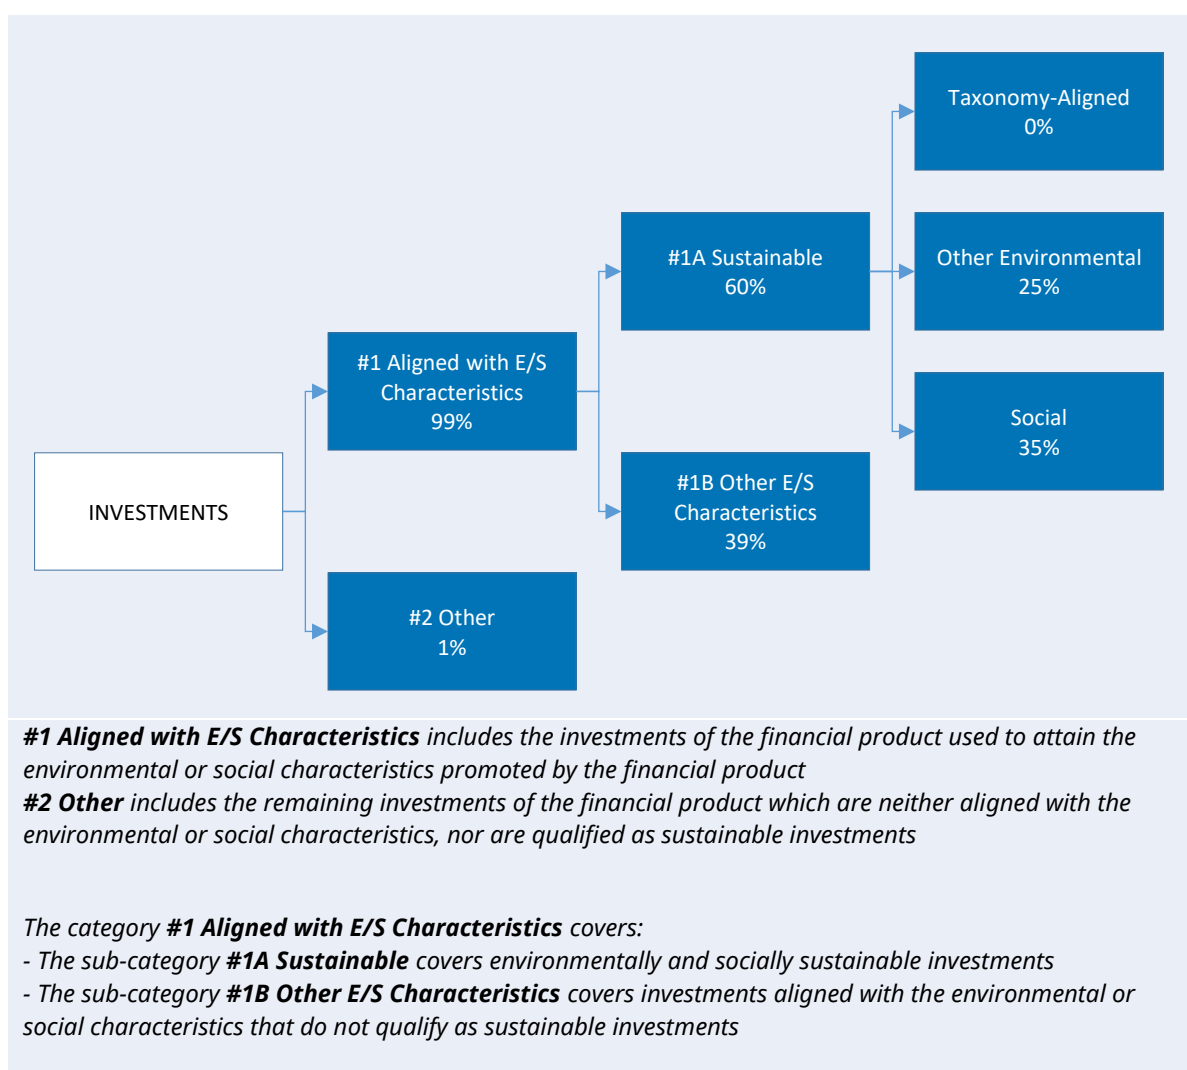 Taxonomy-Aligned
0%
#1A Sustainable
60%
Other Environmental
25%
#1 Aligned with E/S
Characteristics
99%
Social
35%
#1B Other E/S
Characteristics
39%
INVESTMENTS
#2 Other
1%
#1 Aligned with E/S Characteristics includes the investments of the financial product used to attain the
environmental or social characteristics promoted by the financial product
#2 Other includes the remaining investments of the financial product which are neither aligned with the
environmental or social characteristics, nor are qualified as sustainable investments
The category #1 Aligned with E/S Characteristics covers:
- The sub-category #1A Sustainable covers environmentally and socially sustainable investments
- The sub-category #1B Other E/S Characteristics covers investments aligned with the environmental or
social characteristics that do not qualify as sustainable investments